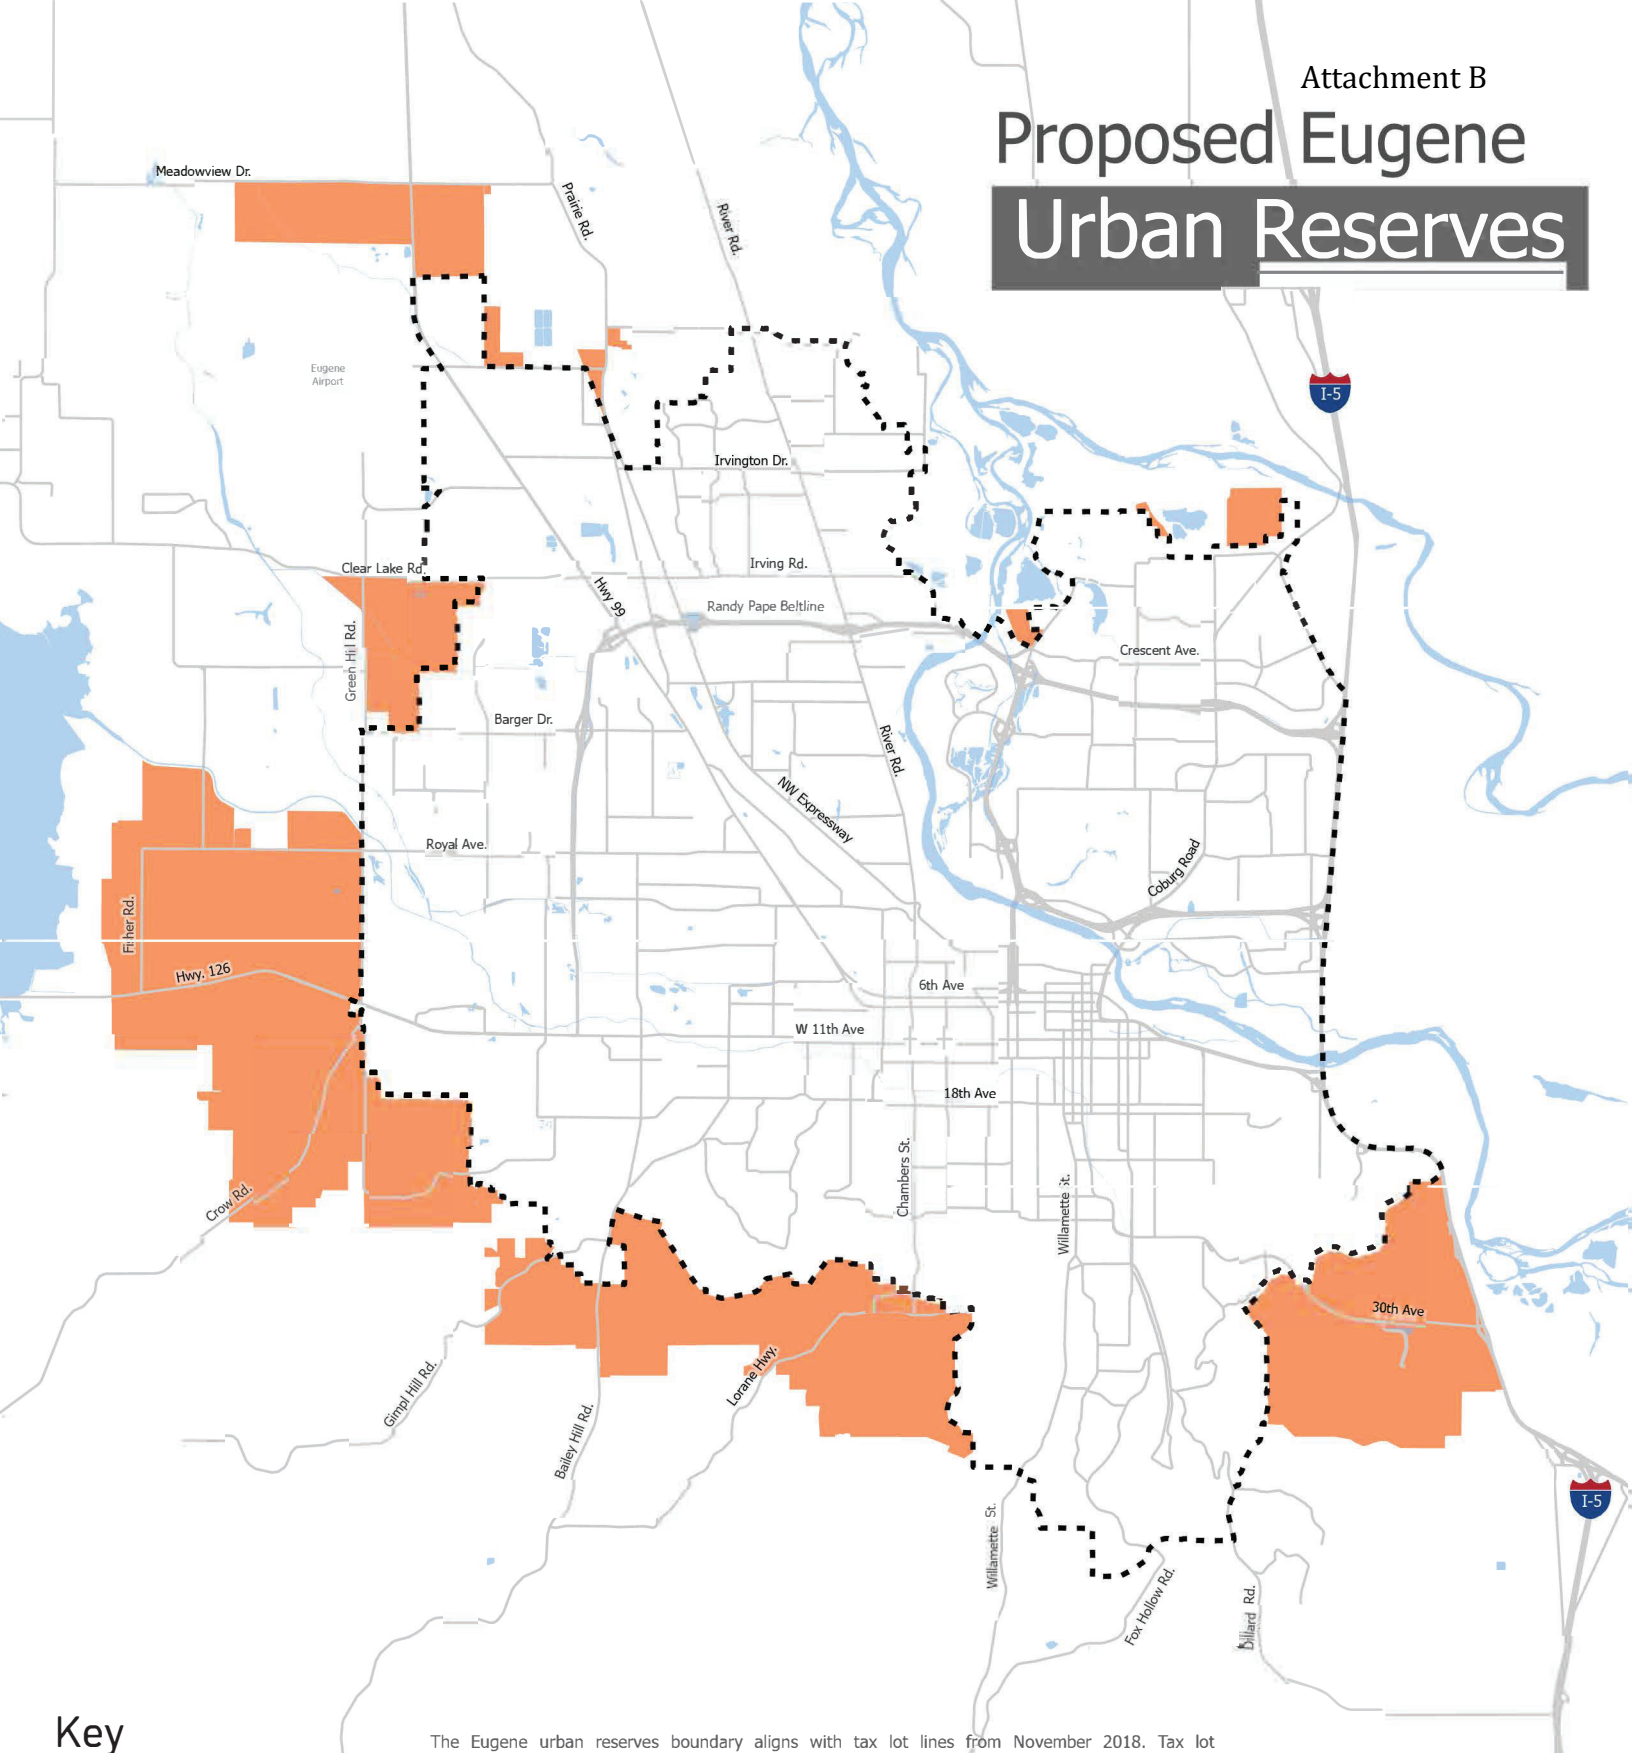 Attachment B
Proposed Eugene
Urban Reserves
Meadowview Dr.
Prairie Rd.
River Rd.
Eugene
Airport
I-5
Irvington Dr.
Clear Lake Rd.
Irving Rd.
Hwy 99
Randy Pape Beltline
Green Hill Rd.
Crescent Ave.
Barger Dr.
River Rd.
NW Expressway
Royal Ave.
Coburg Road
Fisher Rd.
Hwy. 126
6th Ave
W 11th Ave
18th Ave
Chambers St.
Willamette St.
Crow Rd.
30th Ave
Gimpl Hill Rd.
Lorane Hwy.
Bailey Hill Rd.
I-5
Willamette St.
Fox Hollow Rd.
Dillard Rd.
Key
The Eugene urban reserves boundary aligns with tax lot lines from November 2018. Tax lot